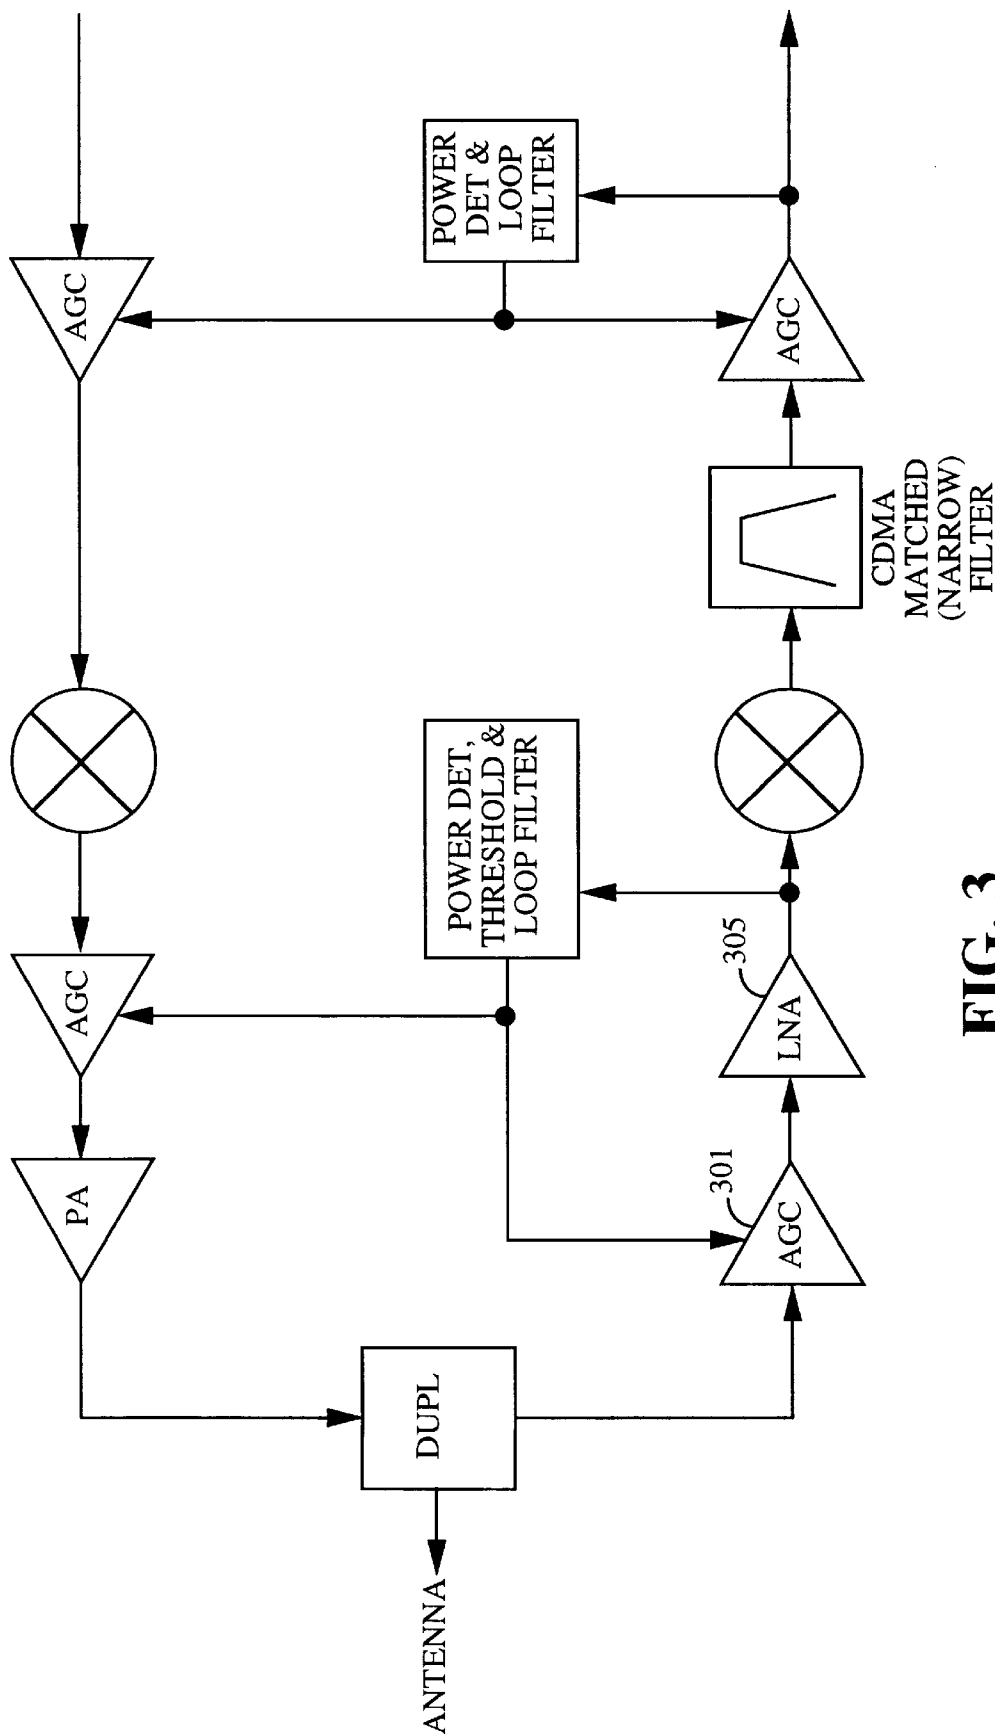 AGC
POWER
DET &
LOOP
FILTER
AGC
CDMA
MATCHED
(NARROW)
FILTER
AGC
POWER DET,
THRESHOLD &
LOOP FILTER
305
LNA
PA
301
AGC
DUPL
ANTENNA
FIG. 3